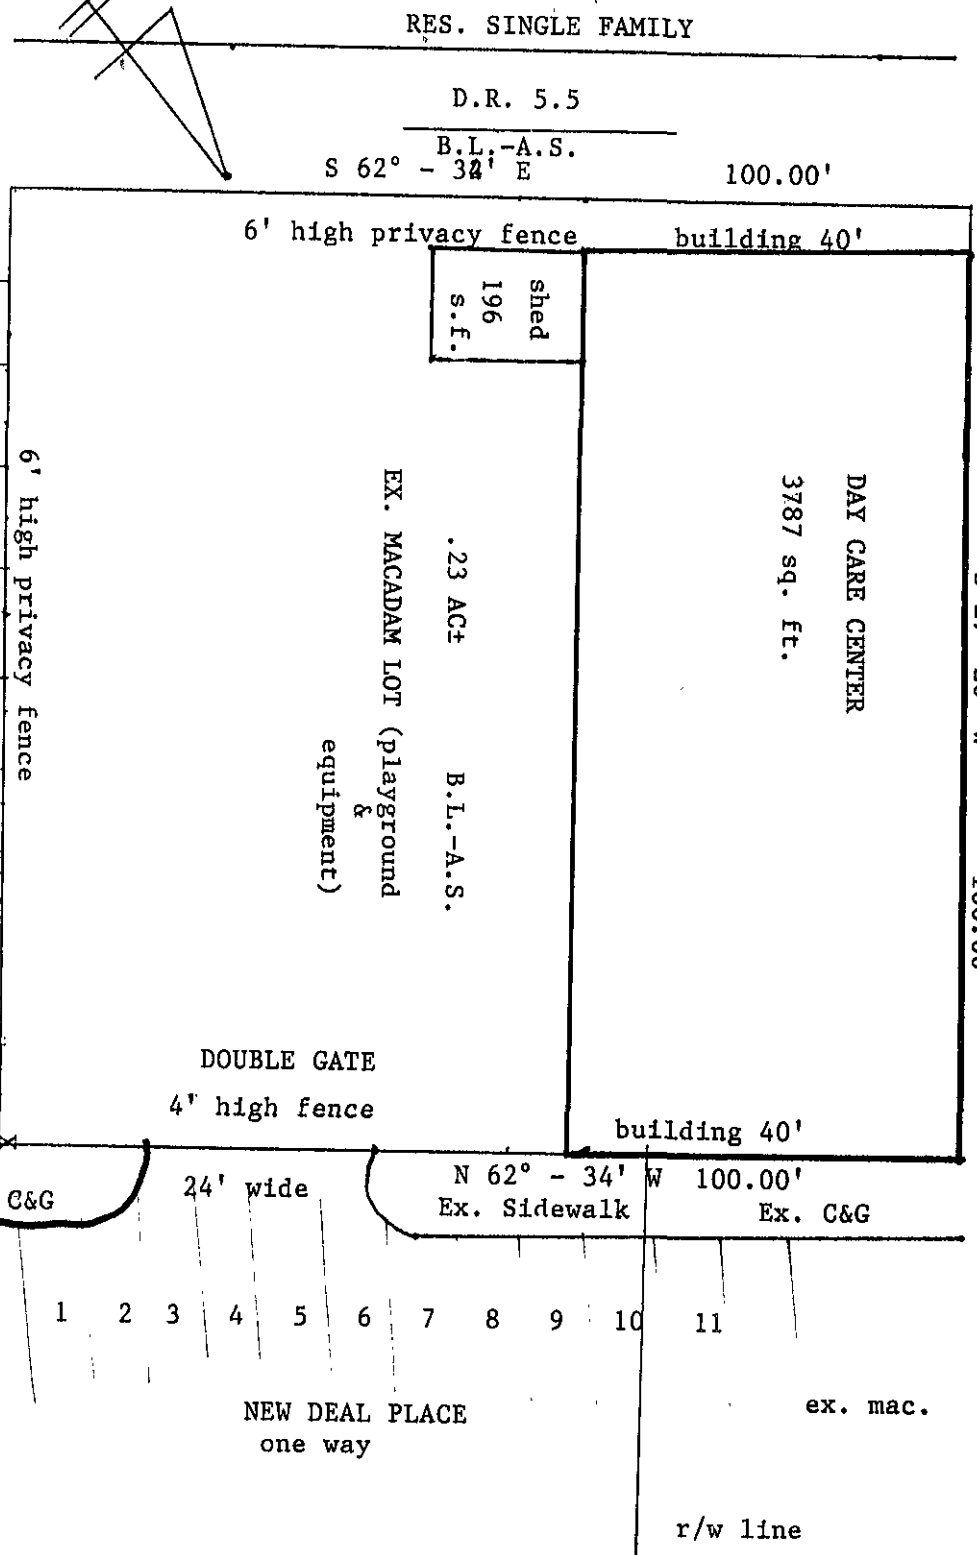 RES. SINGLE FAMILY
D.R. 5.5
B.L.-A.S.
S 62° - 34' E 100.00'
6' high privacy fence building 40'
shed
196
s.f.
DAY CARE CENTER
3787 sq. ft.
.23 AC± B.L.-A.S.
EX. MACADAM LOT (playground
&
equipment)
6' high privacy fence
DOUBLE GATE
4' high fence
building 40'
N 62° - 34' W 100.00'
C&G 24' wide Ex. Sidewalk Ex. C&G
1 2 3 4 5 6 7 8 9 10 11
NEW DEAL PLACE ex. mac.
one way
r/w line